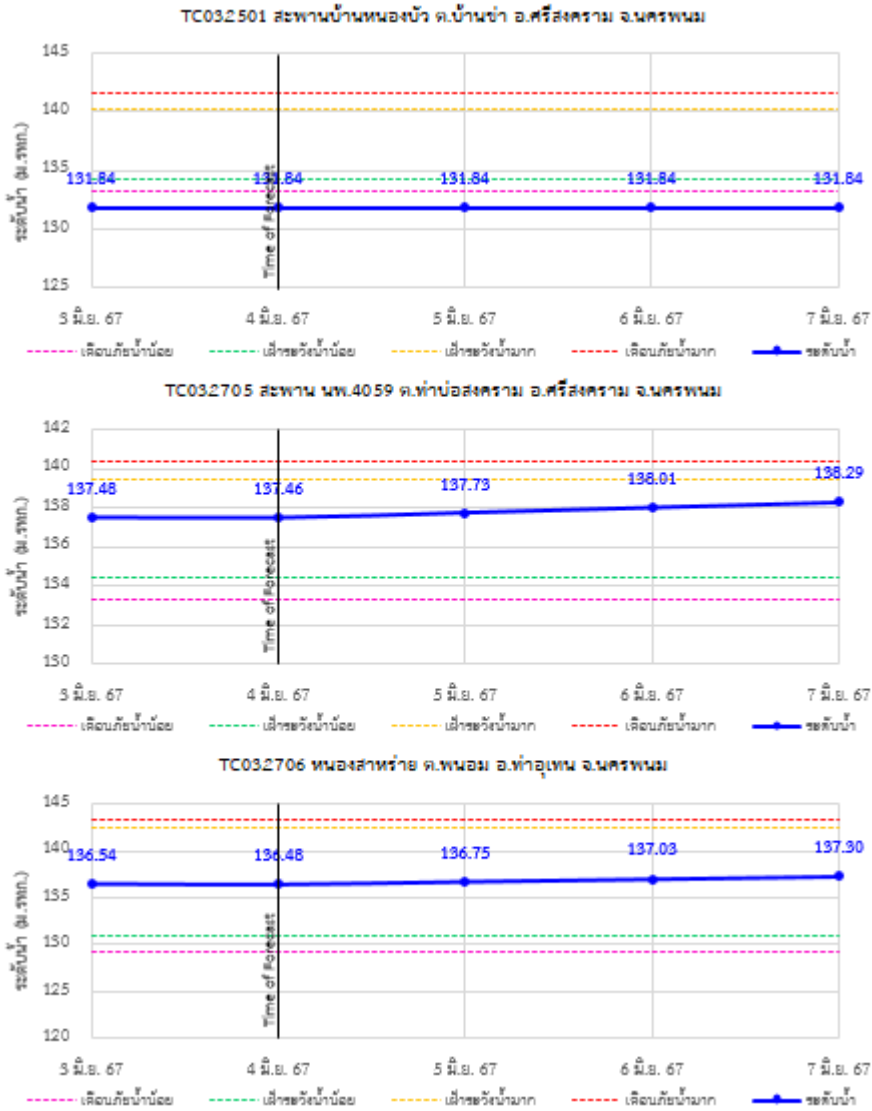 TC032501 สะพานบ้านหนองบัว ต.บ้านข่า อ.ศรีสงคราม จ.นครพนม
ระดับน้ำ (ม.รทก.)
145
140
135
130
125
131.84 131.84 131.84 131.84 131.84
Time of Forecast
3 มิ.ย. 67 4 มิ.ย. 67 5 มิ.ย. 67 6 มิ.ย. 67 7 มิ.ย. 67
เตือนภัยน้ำน้อย เฝ้าระวังน้ำน้อย เฝ้าระวังน้ำมาก เตือนภัยน้ำมาก ระดับน้ำ
TC032705 สะพาน นพ.4059 ต.ท่าบ่อสงคราม อ.ศรีสงคราม จ.นครพนม
ระดับน้ำ (ม.รทก.)
142
140
138
136
134
132
130
137.48 137.46 137.73 138.01 138.29
Time of Forecast
3 มิ.ย. 67 4 มิ.ย. 67 5 มิ.ย. 67 6 มิ.ย. 67 7 มิ.ย. 67
เตือนภัยน้ำน้อย เฝ้าระวังน้ำน้อย เฝ้าระวังน้ำมาก เตือนภัยน้ำมาก ระดับน้ำ
TC032706 หนองสาหร่าย ต.พนอม อ.ท่าอุเทน จ.นครพนม
ระดับน้ำ (ม.รทก.)
145
140
135
130
125
120
136.54 136.48 136.75 137.03 137.30
Time of Forecast
3 มิ.ย. 67 4 มิ.ย. 67 5 มิ.ย. 67 6 มิ.ย. 67 7 มิ.ย. 67
เตือนภัยน้ำน้อย เฝ้าระวังน้ำน้อย เฝ้าระวังน้ำมาก เตือนภัยน้ำมาก ระดับน้ำ